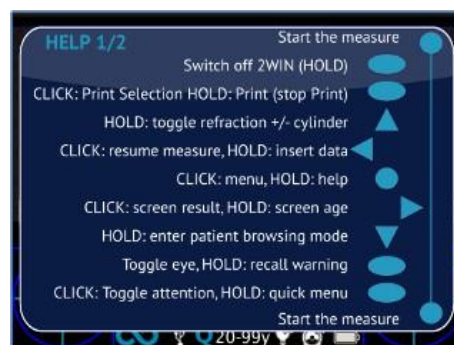 HELP 1/2
Start the measure
Switch off 2WIN (HOLD)
CLICK: Print Selection HOLD: Print (stop Print)
HOLD: toggle refraction +/- cylinder
CLICK: resume measure, HOLD: insert data
CLICK: menu, HOLD: help
CLICK: screen result, HOLD: screen age
HOLD: enter patient browsing mode
Toggle eye, HOLD: recall warning
CLICK: Toggle attention, HOLD: quick menu
Start the measure
20-99y